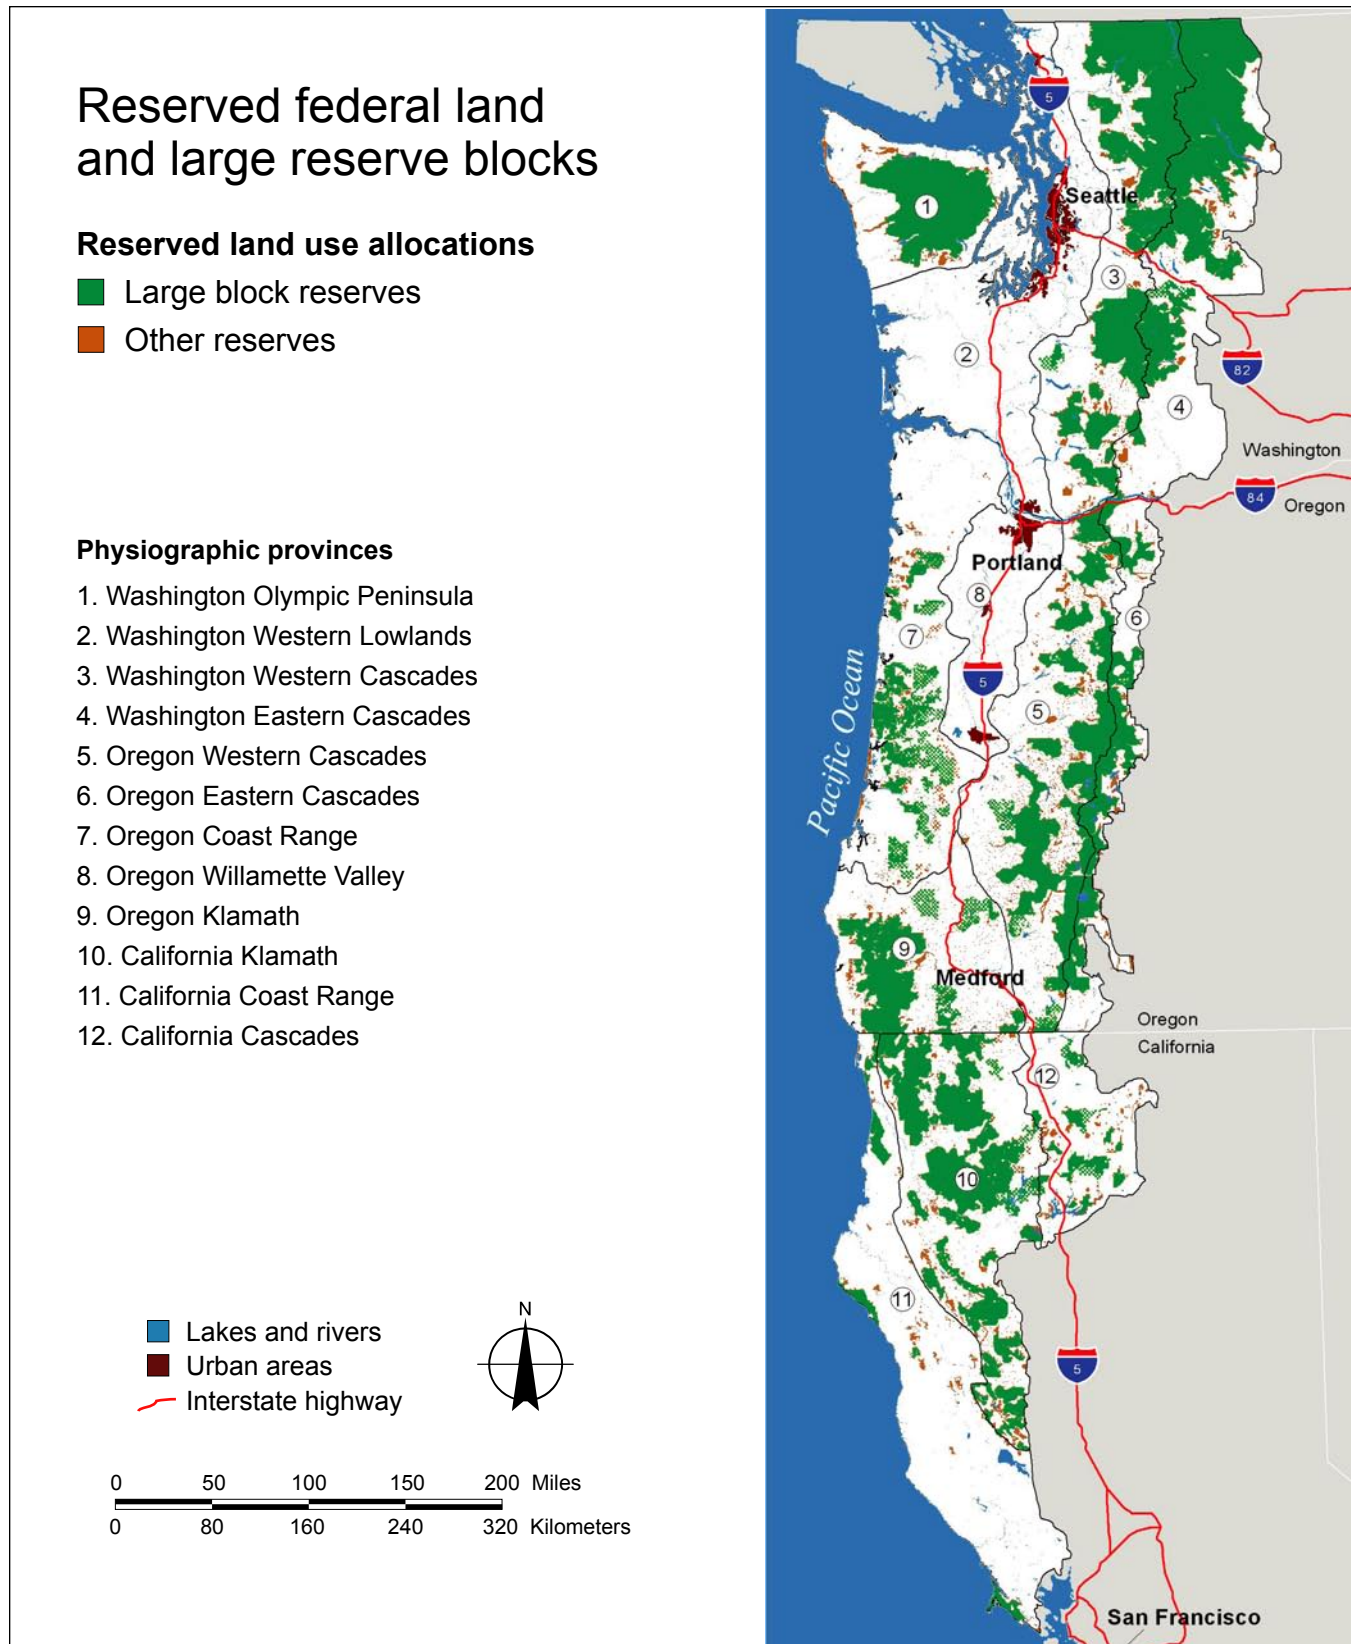 Reserved federal land
and large reserve blocks
Reserved land use allocations
Large block reserves
Other reserves
Physiographic provinces
1. Washington Olympic Peninsula
2. Washington Western Lowlands
3. Washington Western Cascades
4. Washington Eastern Cascades
5. Oregon Western Cascades
6. Oregon Eastern Cascades
7. Oregon Coast Range
8. Oregon Willamette Valley
9. Oregon Klamath
10. California Klamath
11. California Coast Range
12. California Cascades
Lakes and rivers
Urban areas
Interstate highway
N
0 50 100 150 200 Miles
0 80 160 240 320 Kilometers
5
Seattle
1
3
2
82
4
Washington
84
Oregon
Portland
8
6
7
5
5
Pacific Ocean
9
Medford
Oregon
California
12
10
11
5
San Francisco